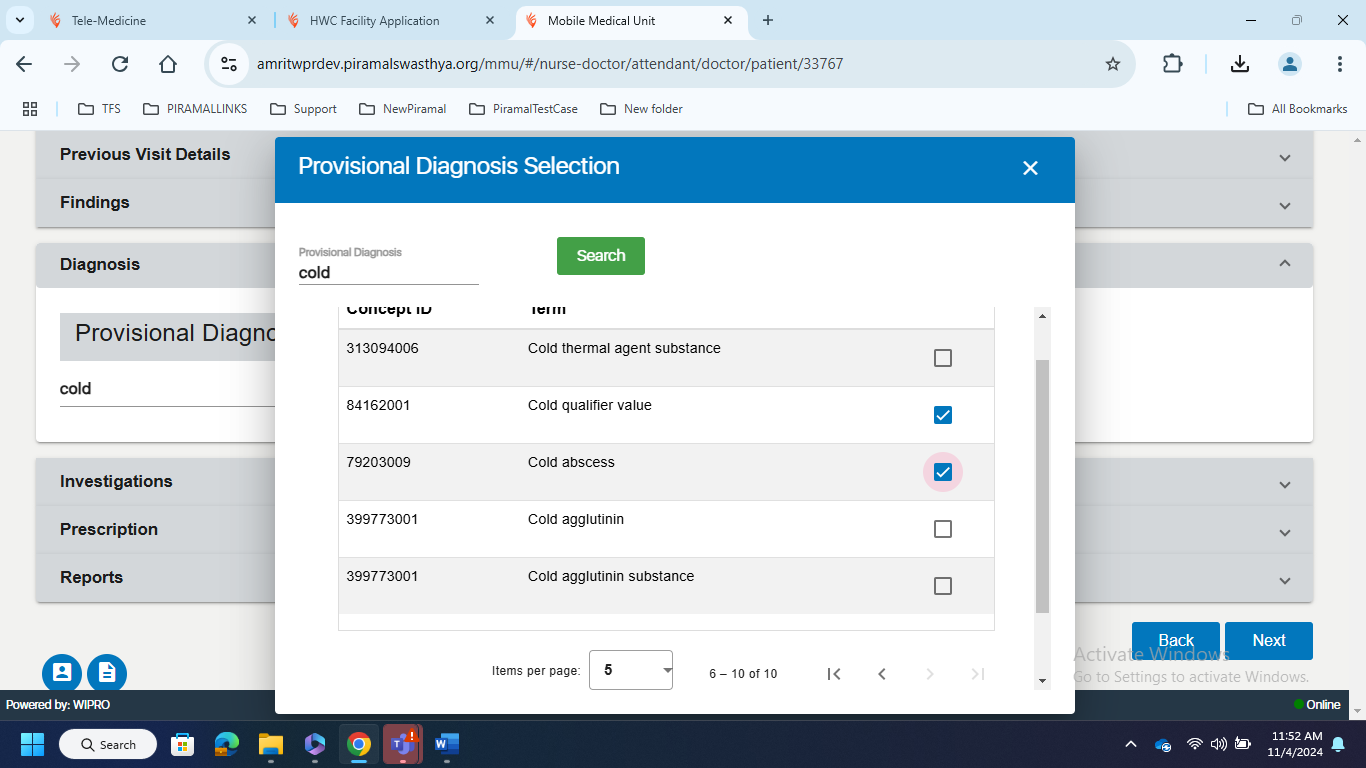 Tele-Medicine
HWC Facility Application
Mobile Medical Unit
amritwprdev.piramalswasthya.org/mmu/#/nurse-doctor/attendant/doctor/patient/33767
TFS
PIRAMALLINKS
Support
NewPiramal
PiramalTestCase
New folder
All Bookmarks
Previous Visit Details
Findings
Diagnosis
Provisional Diagno
cold
Investigations
Prescription
Reports
Provisional Diagnosis Selection
Provisional Diagnosis
cold
Search
Concept ID Term
313094006 Cold thermal agent substance
84162001 Cold qualifier value
79203009 Cold abscess
399773001 Cold agglutinin
399773001 Cold agglutinin substance
Items per page: 5 6 – 10 of 10
Back Next
Activate Windows
Go to Settings to activate Windows.
Powered by: WIPRO
Online
Search
11:52 AM
11/4/2024